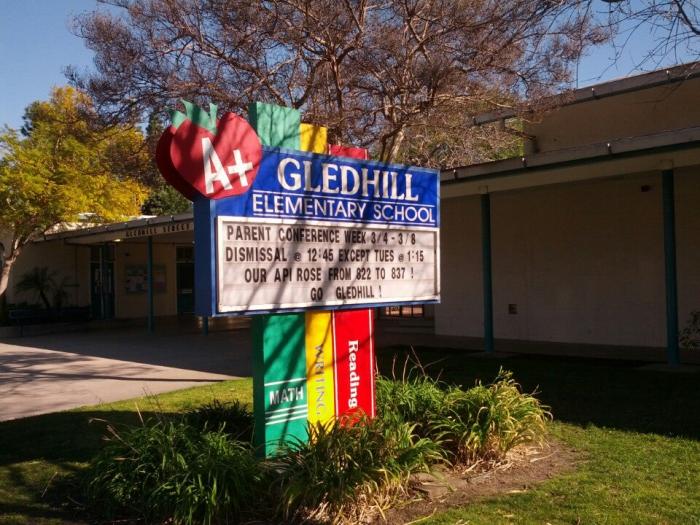 GLEDHILL STREET
A+
GLEDHILL
ELEMENTARY SCHOOL
PARENT CONFERENCE WEEK 3/4 - 3/8
DISMISSAL @ 12:45 EXCEPT TUES @ 1:15
OUR API ROSE FROM 822 TO 837 !
GO GLEDHILL !
MATH
WRITING
Reading